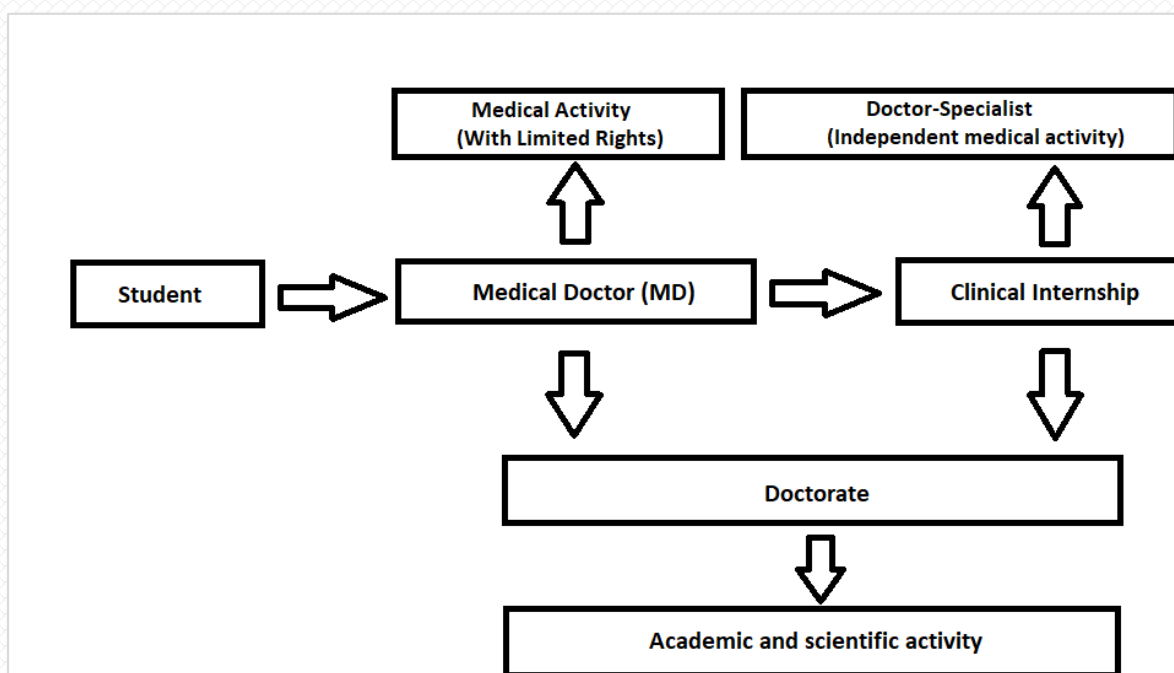 Medical Activity
(With Limited Rights)
Doctor-Specialist
(Independent medical activity)
Student
Medical Doctor (MD)
Clinical Internship
Doctorate
Academic and scientific activity